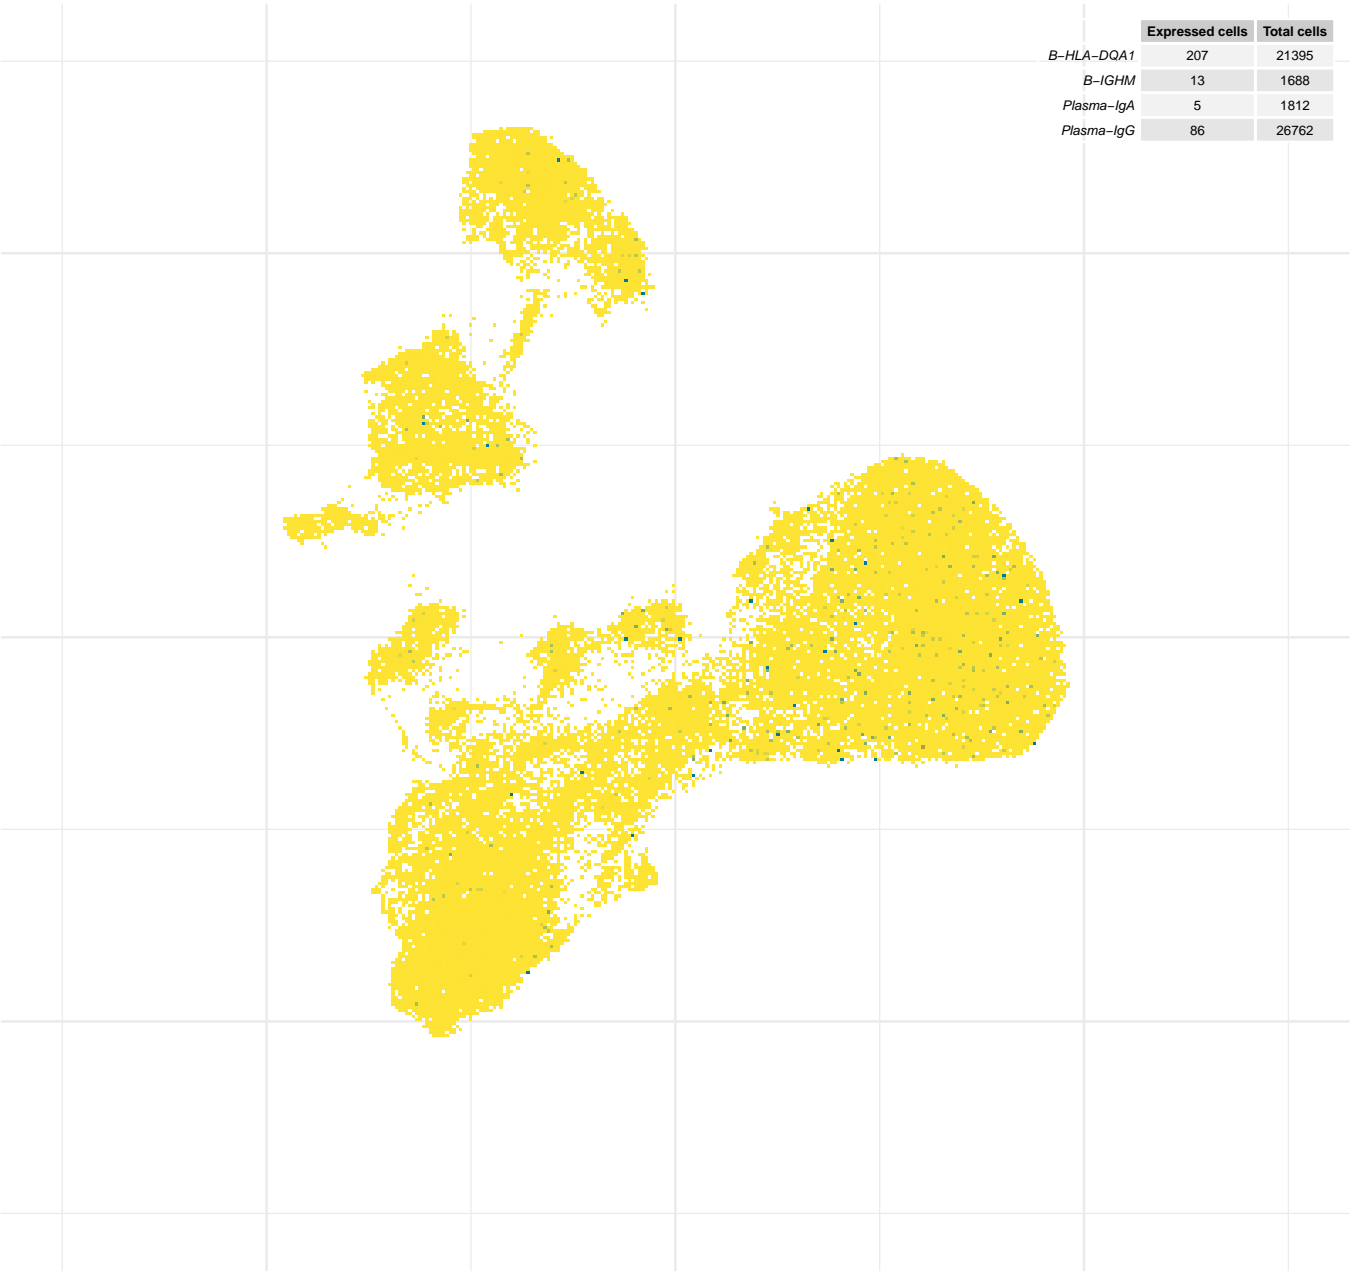 Expressed cells Total cells
B−HLA−DQA1 207 21395
B−IGHM 13 1688
Plasma−IgA 5 1812
Plasma−IgG 86 26762